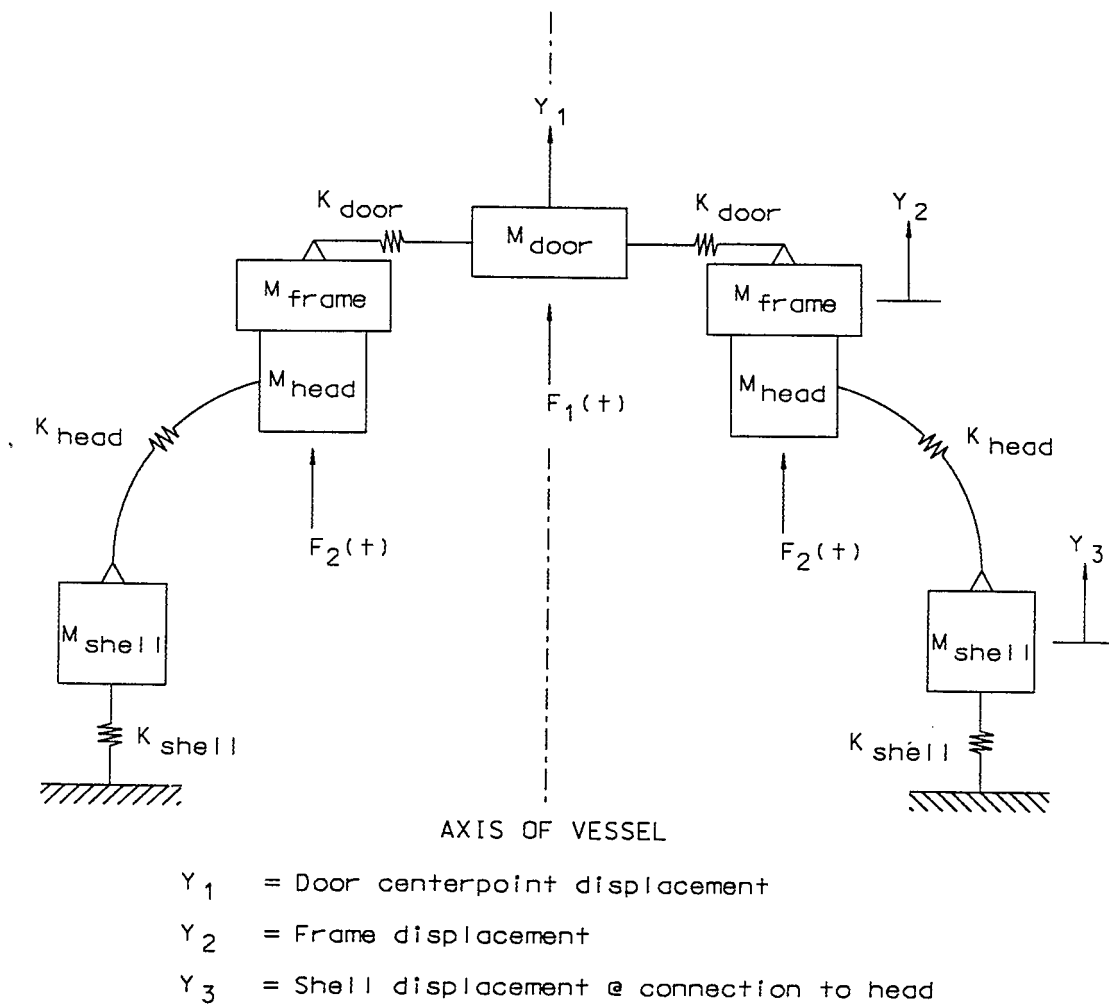 Y1
K door
K door
Y2
M door
M frame
M frame
M head
M head
F1(t)
K head
K head
F2(t)
F2(t)
Y3
M shell
M shell
K shell
K shell
AXIS OF VESSEL
Y1 = Door centerpoint displacement
Y2 = Frame displacement
Y3 = Shell displacement @ connection to head